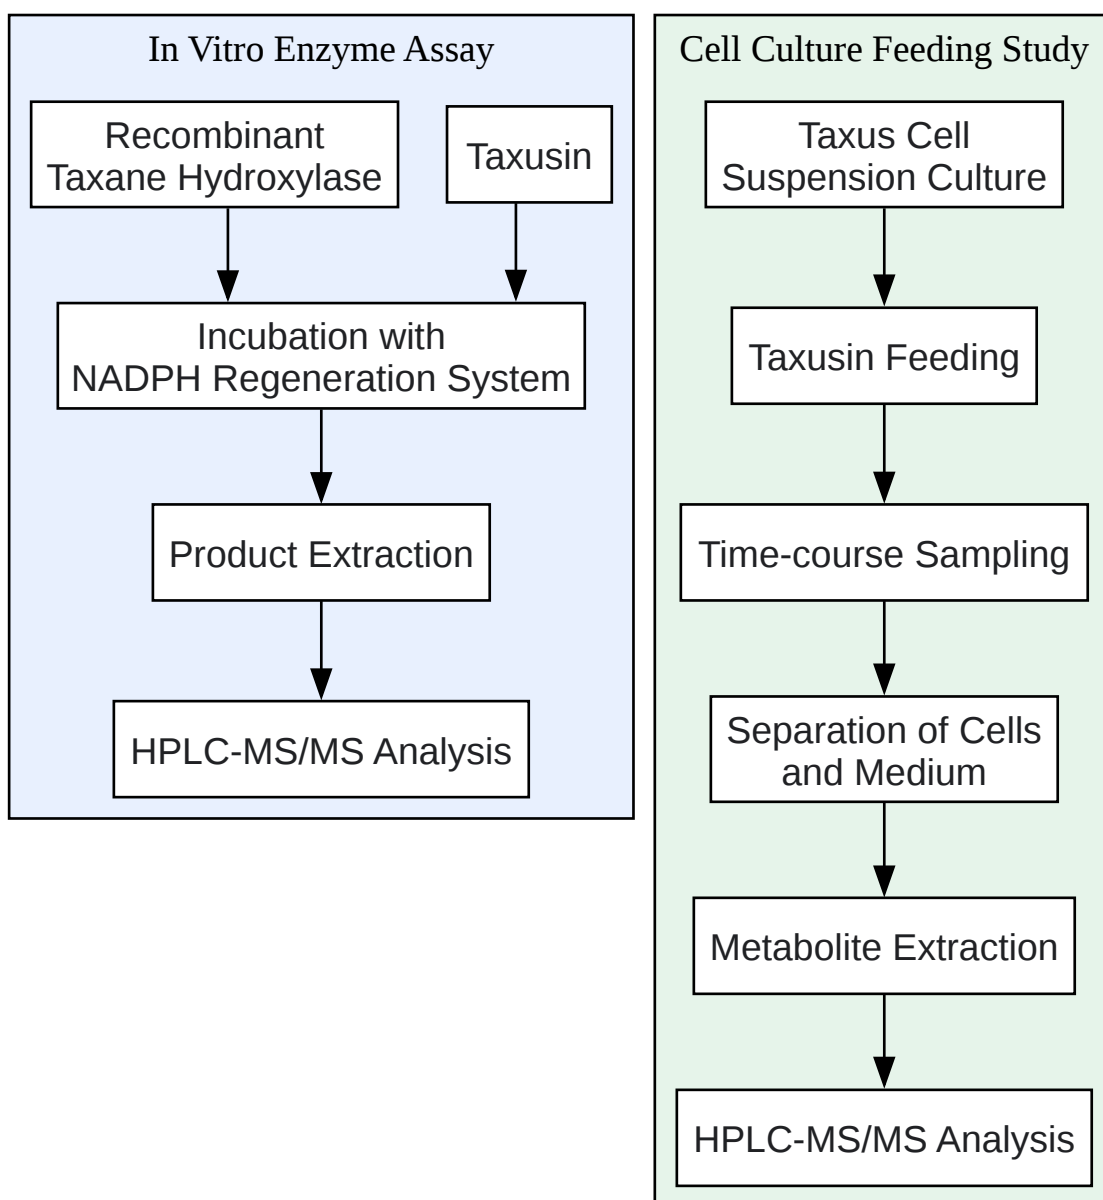 In Vitro Enzyme Assay
Recombinant
Taxane Hydroxylase
Taxusin
Incubation with
NADPH Regeneration System
Product Extraction
HPLC-MS/MS Analysis
Cell Culture Feeding Study
Taxus Cell
Suspension Culture
Taxusin Feeding
Time-course Sampling
Separation of Cells
and Medium
Metabolite Extraction
HPLC-MS/MS Analysis